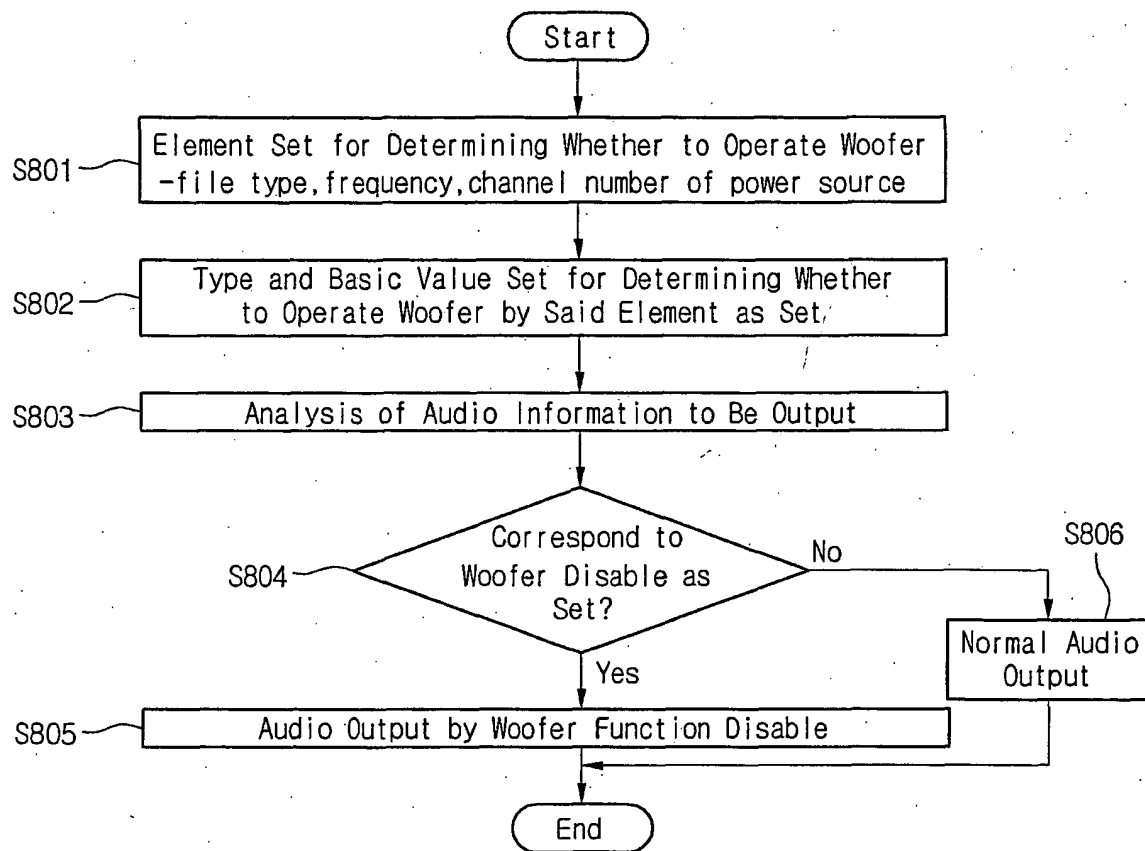 Start
S801
Element Set for Determining Whether to Operate Woofer
-file type,frequency,channel number of power source
S802
Type and Basic Value Set for Determining Whether
to Operate Woofer by Said Element as Set
S803
Analysis of Audio Information to Be Output
S804
Correspond to
Woofer Disable as
Set?
No
S806
Normal Audio
Output
Yes
S805
Audio Output by Woofer Function Disable
End